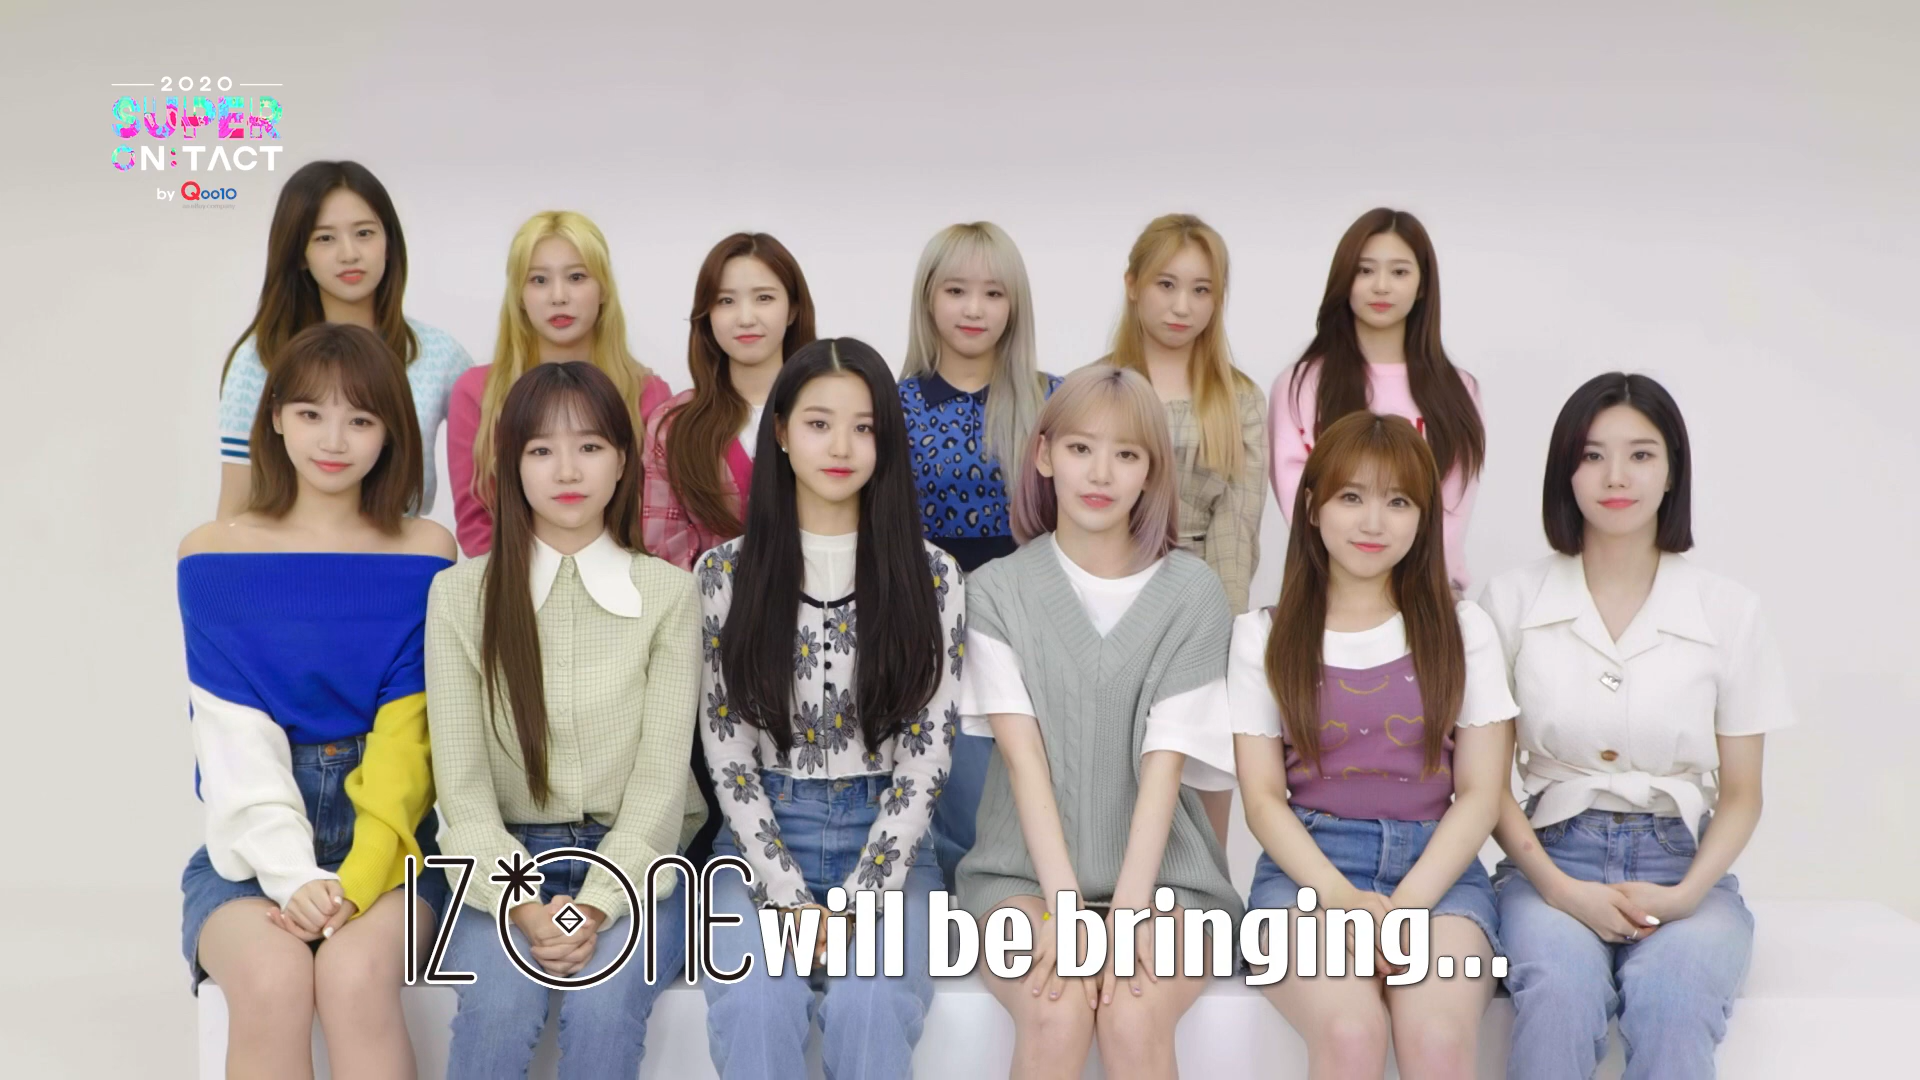 2020
SUPER
ON:TACT
by Qoo10
IZ*ONE will be bringing...